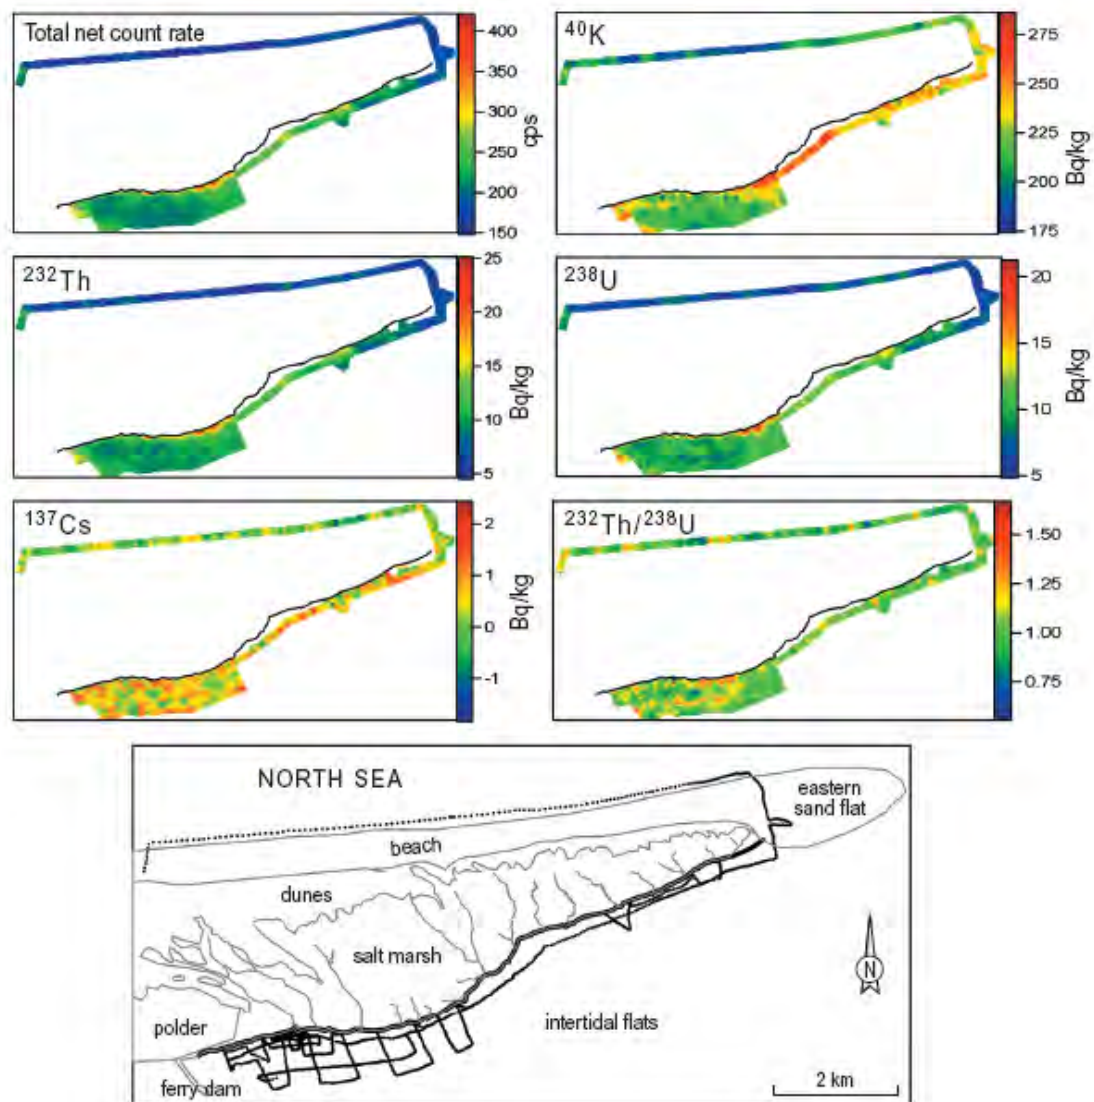 Total net count rate
400
350
300
250
200
150
cps
⁴⁰K
275
250
225
200
175
Bq/kg
²³²Th
25
20
15
10
5
Bq/kg
²³⁸U
20
15
10
5
Bq/kg
¹³⁷Cs
2
1
0
-1
Bq/kg
²³²Th/²³⁸U
1.50
1.25
1.00
0.75
NORTH SEA
eastern
sand flat
beach
dunes
salt marsh
N
polder
intertidal flats
ferry dam
2 km